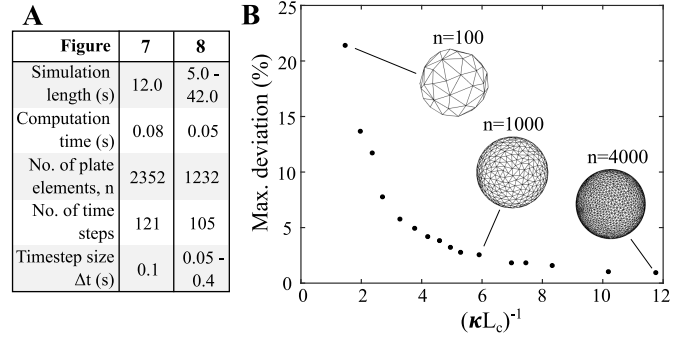 A
Figure 7 8
Simulation length (s) 12.0 5.0 - 42.0
Computation time (s) 0.08 0.05
No. of plate elements, n 2352 1232
No. of time steps 121 105
Timestep size Δt (s) 0.1 0.05 - 0.4
B
Max. deviation (%)
25
20
15
10
5
0
n=100
n=1000
n=4000
0 2 4 6 8 10 12
(κL_c)^-1